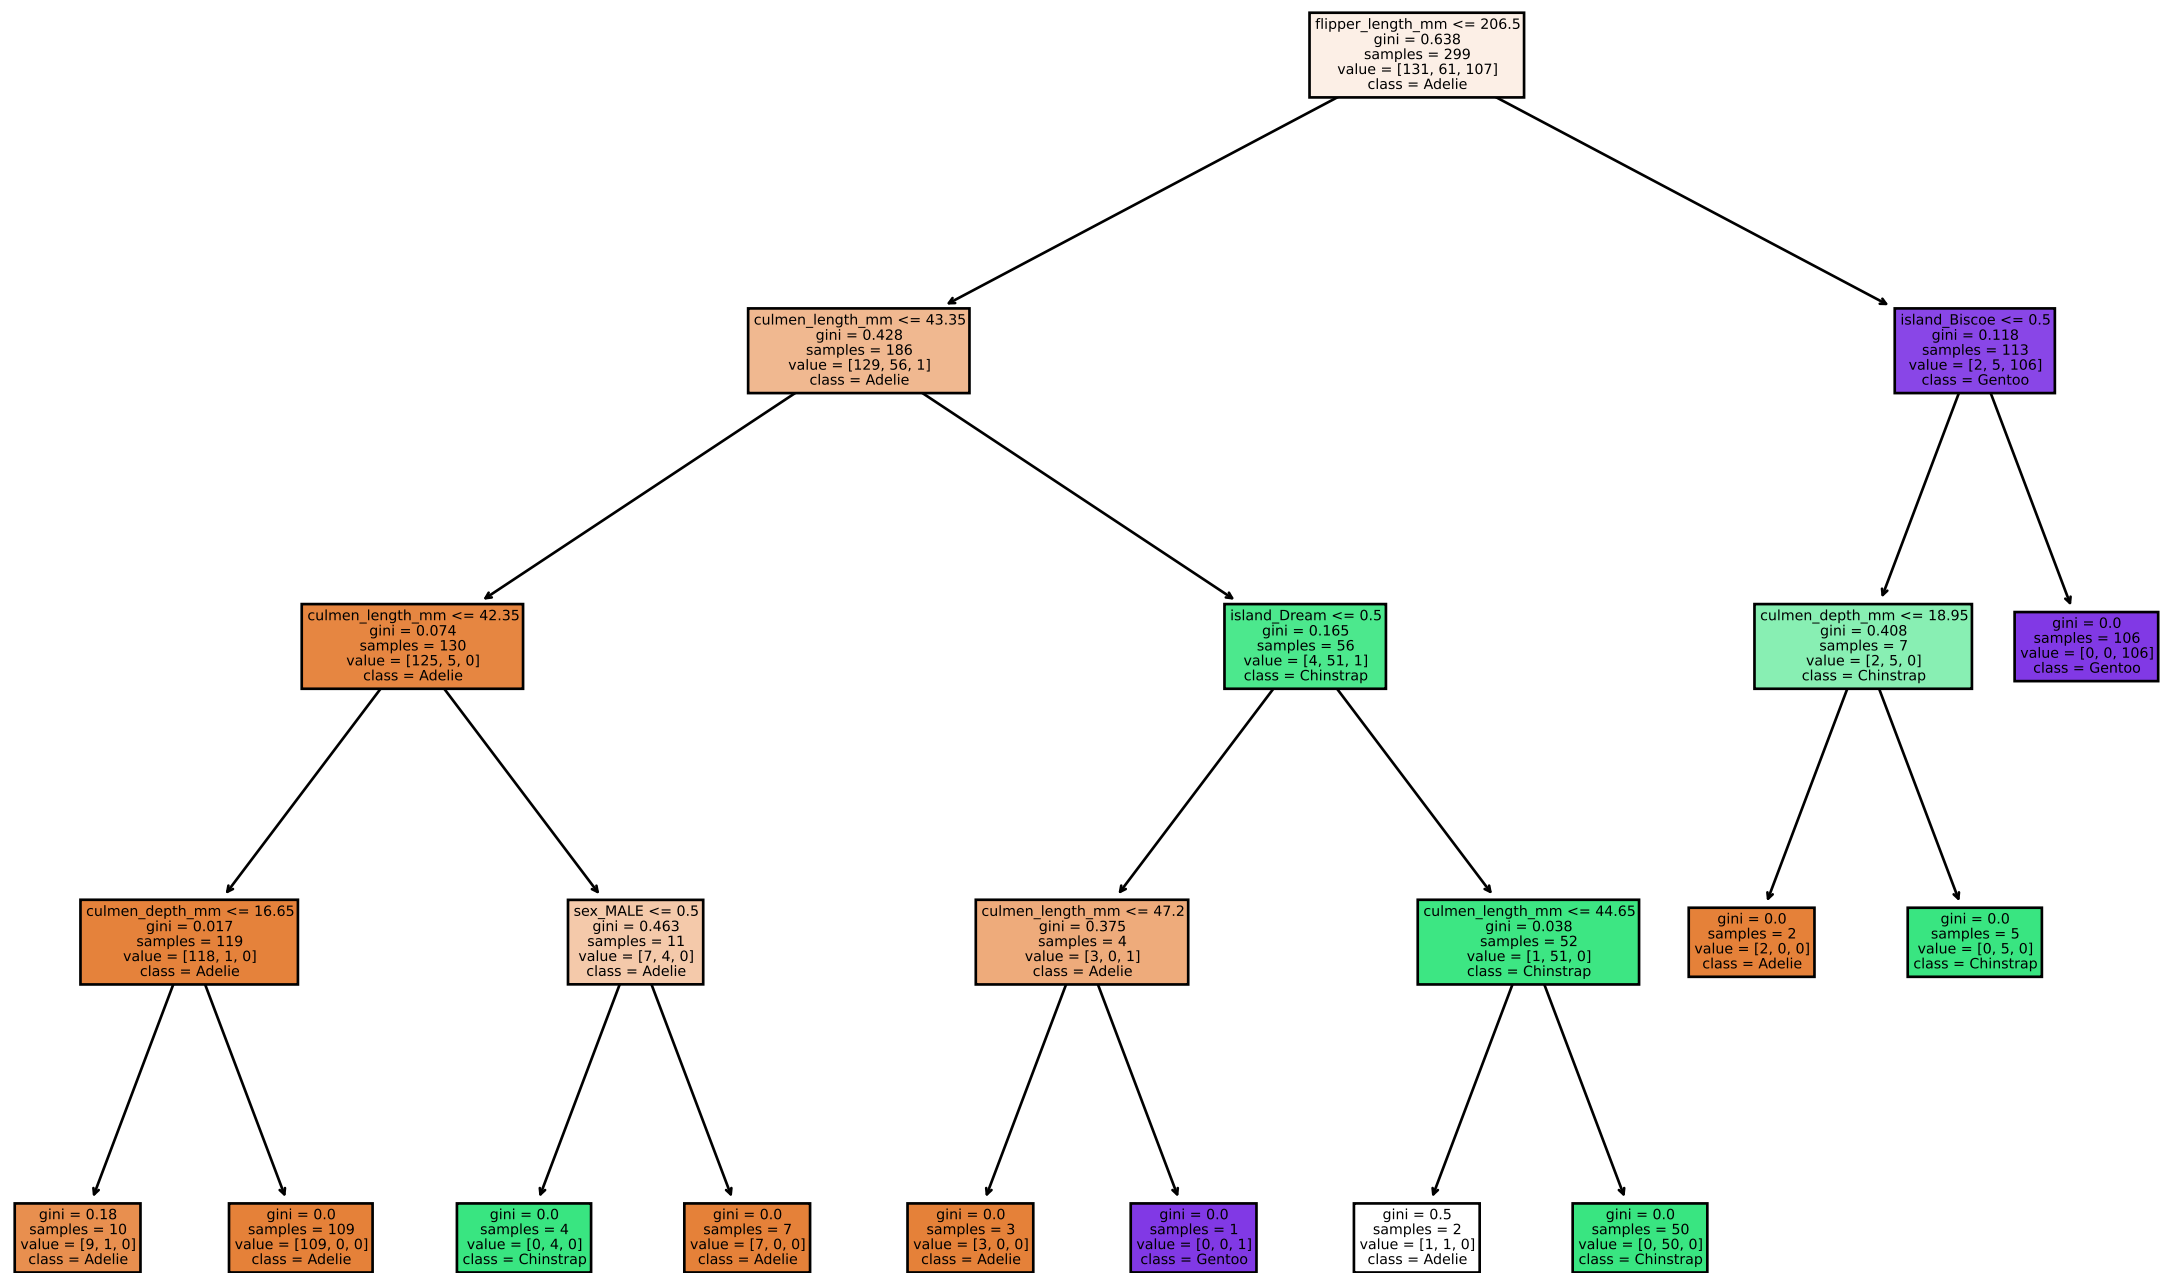 flipper_length_mm <= 206.5
gini = 0.638
samples = 299
value = [131, 61, 107]
class = Adelie
culmen_length_mm <= 43.35
gini = 0.428
samples = 186
value = [129, 56, 1]
class = Adelie
island_Biscoe <= 0.5
gini = 0.118
samples = 113
value = [2, 5, 106]
class = Gentoo
culmen_length_mm <= 42.35
gini = 0.074
samples = 130
value = [125, 5, 0]
class = Adelie
island_Dream <= 0.5
gini = 0.165
samples = 56
value = [4, 51, 1]
class = Chinstrap
culmen_depth_mm <= 18.95
gini = 0.408
samples = 7
value = [2, 5, 0]
class = Chinstrap
gini = 0.0
samples = 106
value = [0, 0, 106]
class = Gentoo
culmen_depth_mm <= 16.65
gini = 0.017
samples = 119
value = [118, 1, 0]
class = Adelie
sex_MALE <= 0.5
gini = 0.463
samples = 11
value = [7, 4, 0]
class = Adelie
culmen_length_mm <= 47.2
gini = 0.375
samples = 4
value = [3, 0, 1]
class = Adelie
culmen_length_mm <= 44.65
gini = 0.038
samples = 52
value = [1, 51, 0]
class = Chinstrap
gini = 0.0
samples = 2
value = [2, 0, 0]
class = Adelie
gini = 0.0
samples = 5
value = [0, 5, 0]
class = Chinstrap
gini = 0.18
samples = 10
value = [9, 1, 0]
class = Adelie
gini = 0.0
samples = 109
value = [109, 0, 0]
class = Adelie
gini = 0.0
samples = 4
value = [0, 4, 0]
class = Chinstrap
gini = 0.0
samples = 7
value = [7, 0, 0]
class = Adelie
gini = 0.0
samples = 3
value = [3, 0, 0]
class = Adelie
gini = 0.0
samples = 1
value = [0, 0, 1]
class = Gentoo
gini = 0.5
samples = 2
value = [1, 1, 0]
class = Adelie
gini = 0.0
samples = 50
value = [0, 50, 0]
class = Chinstrap